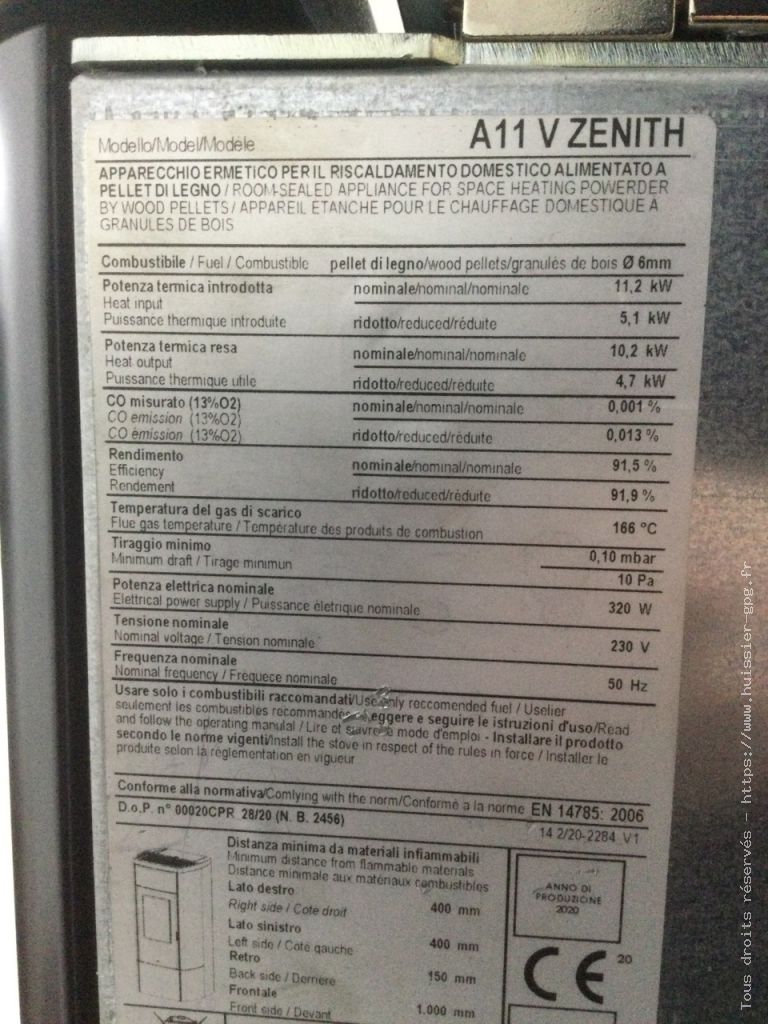 Modello/Model/Modèle A11 V ZENITH
APPARECCHIO ERMETICO PER IL RISCALDAMENTO DOMESTICO ALIMENTATO A
PELLET DI LEGNO / ROOM-SEALED APPLIANCE FOR SPACE HEATING POWERDER
BY WOOD PELLETS / APPAREIL ETANCHE POUR LE CHAUFFAGE DOMESTIQUE A
GRANULES DE BOIS
Combustibile / Fuel / Combustible pellet di legno/wood pellets/granulés de bois Ø 6mm
Potenza termica introdotta nominale/nominal/nominale 11,2 kW
Heat input
Puissance thermique introduite ridotto/reduced/réduite 5,1 kW
Potenza termica resa nominale/nominal/nominale 10,2 kW
Heat output
Puissance thermique utile ridotto/reduced/réduite 4,7 kW
CO misurato (13%O2) nominale/nominal/nominale 0,001 %
CO emission (13%O2)
CO émission (13%O2) ridotto/reduced/réduite 0,013 %
Rendimento nominale/nominal/nominale 91,5 %
Efficiency
Rendement ridotto/reduced/réduite 91,9 %
Temperatura del gas di scarico
Flue gas temperature / Température des produits de combustion 166 °C
Tiraggio minimo 0,10 mbar
Minimum draft / Tirage minimun 10 Pa
Potenza elettrica nominale
Eletrical power supply / Puissance életrique nominale 320 W
Tensione nominale
Nominal voltage / Tension nominale 230 V
Frequenza nominale
Nominal frequency / Fréquece nominale 50 Hz
Usare solo i combustibili raccomandati/Use only reccomended fuel / Uselier
seulement les combustibles recommandés - Leggere e seguire le istruzioni d'uso/Read
and follow the operating manulal / Lire et suivre le mode d'emploi - Installare il prodotto
secondo le norme vigenti/Install the stove in respect of the rules in force / Installer le
produite selon la règlementation en vigueur
Conforme alla normativa/Comlying with the norm/Conforme à la norme EN 14785: 2006
D.o.P. n° 00020CPR 28/20 (N. B. 2456) 14 2/20-2284 V1
Distanza minima da materiali infiammabili
Minimum distance from flammable materials
Distance minimale aux matériaux combustibles
Lato destro
Right side / Coté droit 400 mm
Lato sinistro
Left side / Coté gauche 400 mm
Retro
Back side / Derriere 150 mm
Frontale
Front side / Devant 1.000 mm
ANNO DI
PRODUZIONE
2020
CE 20
Tous droits réservés - https://www.huissier-gpg.fr